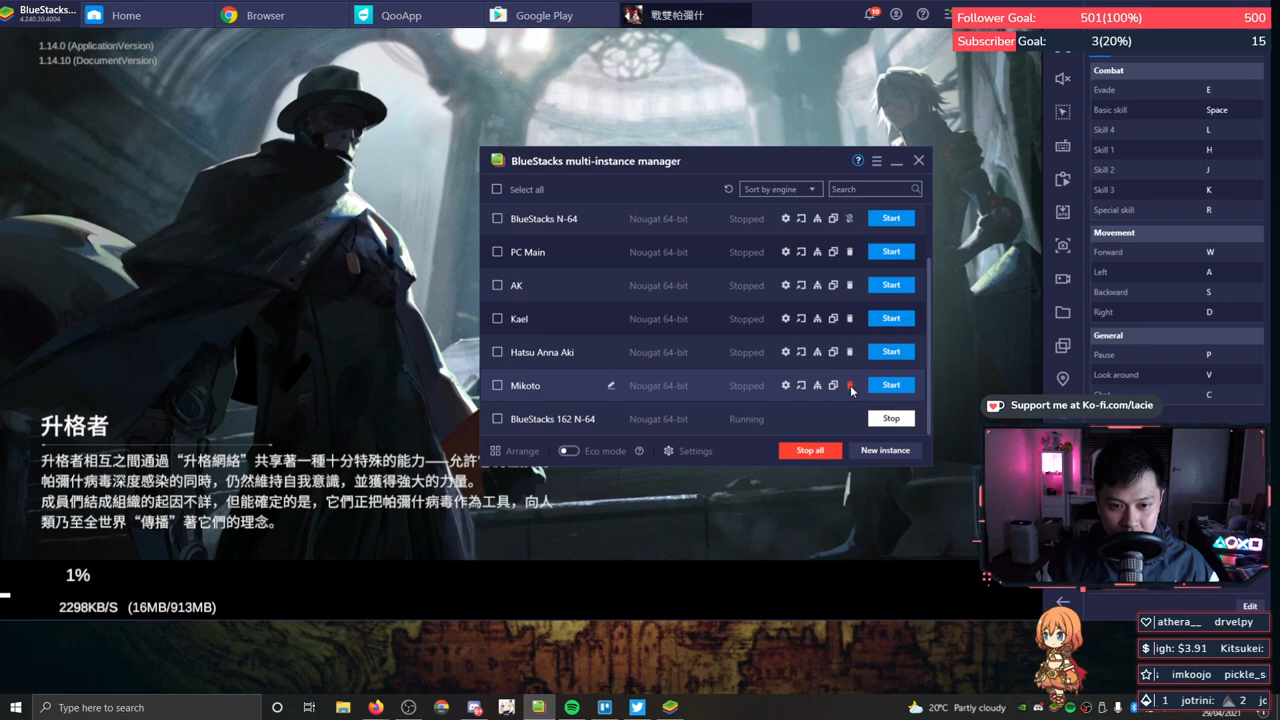 BlueStacks...
4.240.30.4004
Home
Browser
QooApp
Google Play
戰雙帕彌什
10
Follower Goal: 501(100%) 500
Subscriber Goal: 3(20%) 15
1.14.0 (ApplicationVersion)
1.14.10 (DocumentVersion)
Combat
Evade E
Basic skill Space
Skill 4 L
Skill 1 H
Skill 2 J
Skill 3 K
Special skill R
Movement
Forward W
Left A
Backward S
Right D
General
Pause P
Look around V
C
BlueStacks multi-instance manager
Select all
Sort by engine
Search
BlueStacks N-64 Nougat 64-bit Stopped Start
PC Main Nougat 64-bit Stopped Start
AK Nougat 64-bit Stopped Start
Kael Nougat 64-bit Stopped Start
Hatsu Anna Aki Nougat 64-bit Stopped Start
Mikoto Nougat 64-bit Stopped Start
BlueStacks 162 N-64 Running Stop
Arrange
Eco mode
Settings
Stop all
New instance
Support me at Ko-fi.com/lacie
升格者
升格者相互之間通過“升格網絡”共享著一種十分特殊的能力——允許
帕彌什病毒深度感染的同時，仍然維持自我意識，並獲得強大的力量。
成員們結成組織的起因不詳，但能確定的是，它們正把帕彌什病毒作為工具，向人
類乃至全世界“傳播”著它們的理念。
1%
2298KB/S (16MB/913MB)
Edit
athera__ drvelpy
igh: $3.91 Kitsukei:
imkoojo pickle_s
1 jotrini: 2 jc
Type here to search
20°C Partly cloudy
29/04/2021